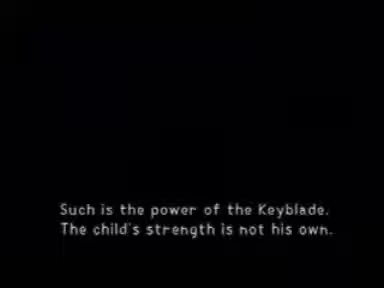 Such is the power of the Keyblade.
The child's strength is not his own.